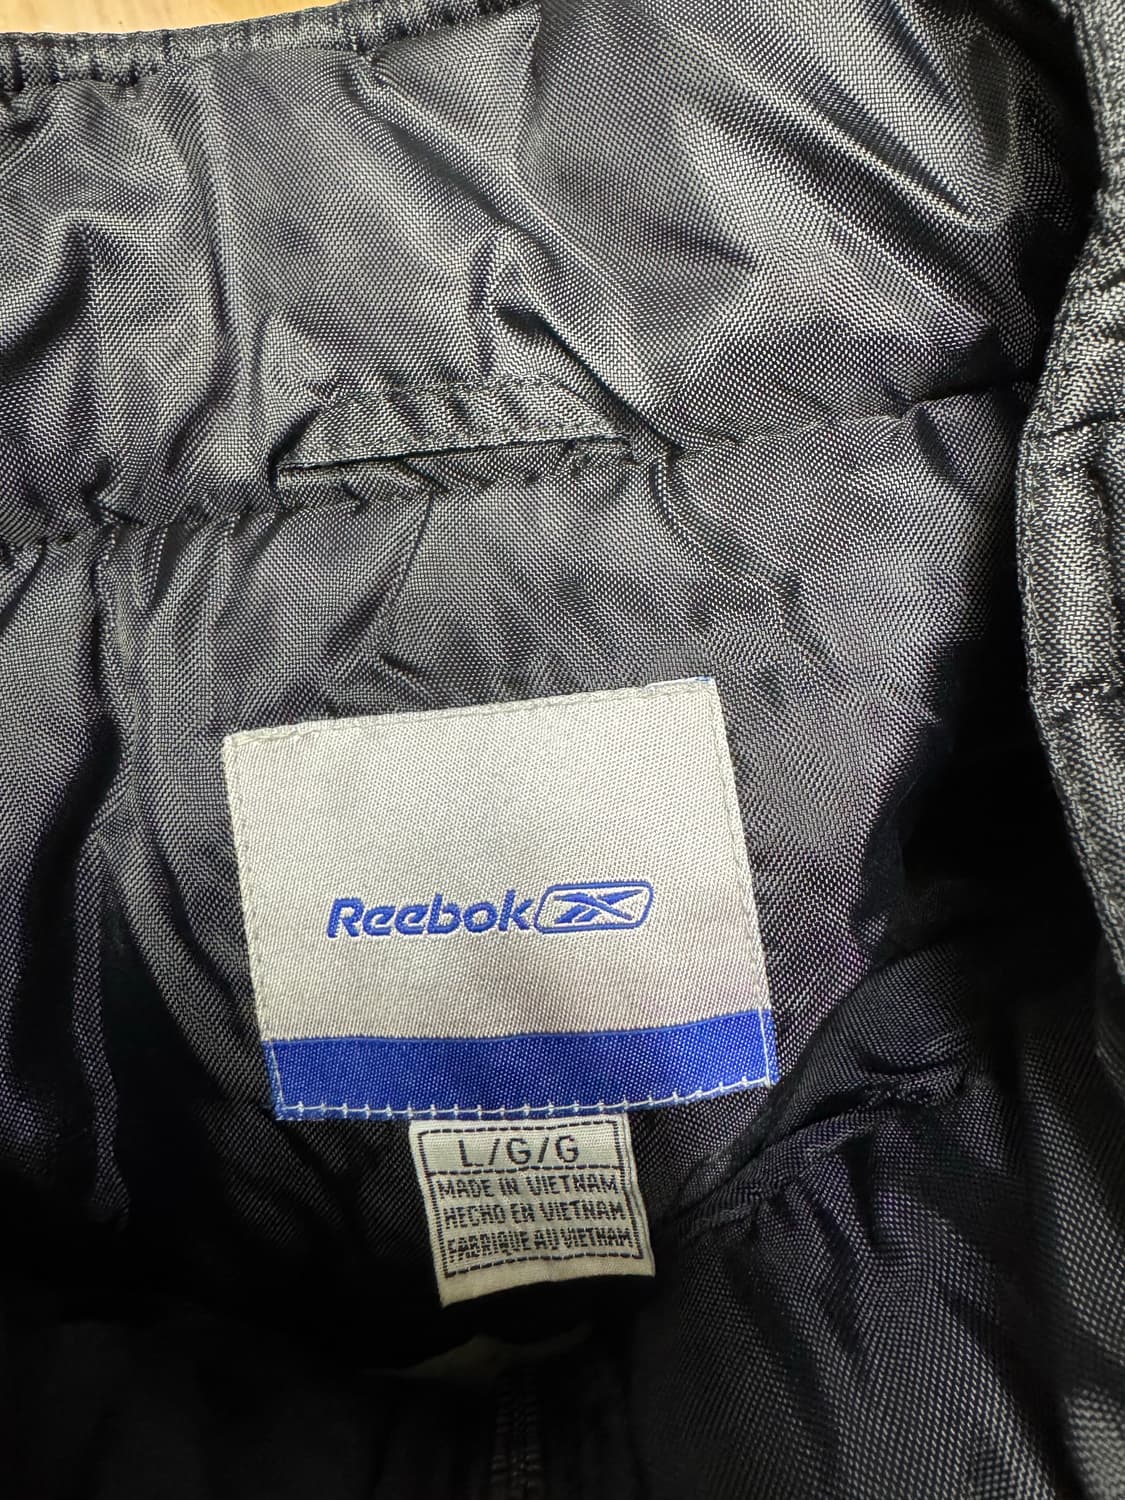 Reebok
L/G/G
MADE IN VIETNAM
HECHO EN VIETNAM
FABRIQUE AU VIETNAM